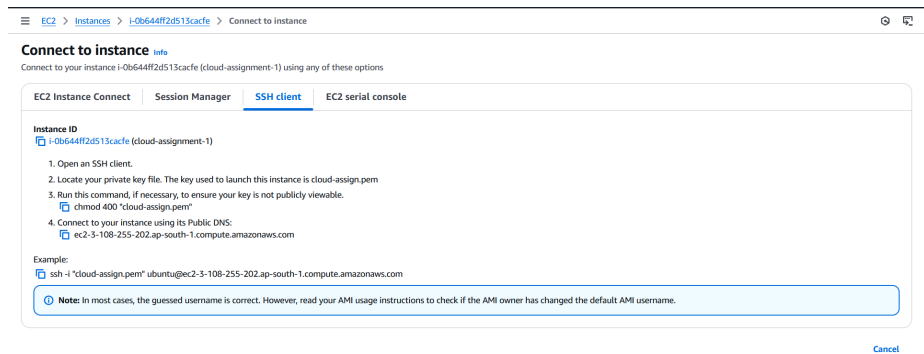 EC2 > Instances > i-0b644ff2d513cacfe > Connect to instance
Connect to instance Info
Connect to your instance i-0b644ff2d513cacfe (cloud-assignment-1) using any of these options
EC2 Instance Connect Session Manager SSH client EC2 serial console
Instance ID
i-0b644ff2d513cacfe (cloud-assignment-1)
1. Open an SSH client.
2. Locate your private key file. The key used to launch this instance is cloud-assign.pem
3. Run this command, if necessary, to ensure your key is not publicly viewable.
chmod 400 "cloud-assign.pem"
4. Connect to your instance using its Public DNS:
ec2-3-108-255-202.ap-south-1.compute.amazonaws.com
Example:
ssh -i "cloud-assign.pem" ubuntu@ec2-3-108-255-202.ap-south-1.compute.amazonaws.com
Note: In most cases, the guessed username is correct. However, read your AMI usage instructions to check if the AMI owner has changed the default AMI username.
Cancel